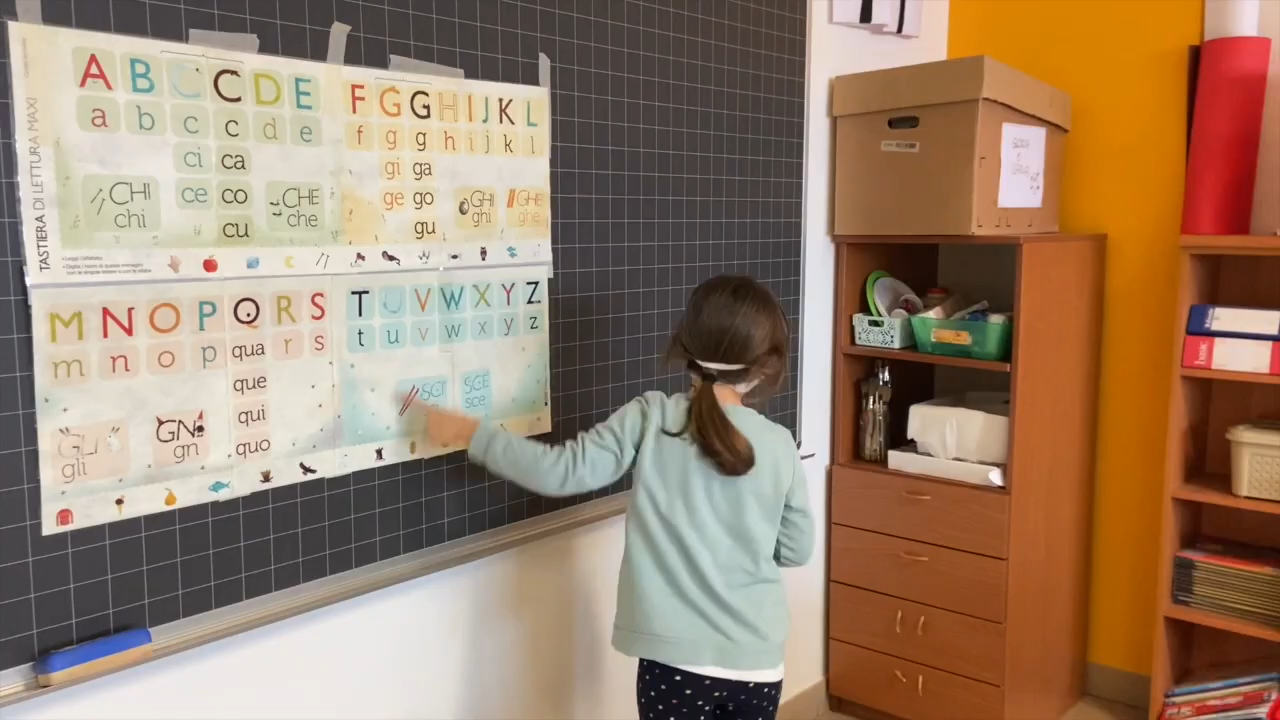 TASTIERA DI LETTURA MAXI
A B C C D E F G G H I J K L
a b c c d e f g g h i j k l
ci ca gi ga
ce co ge go
cu gu
CHI CHE GHI GHE
chi che ghi ghe
M N O P Q R S T U V W X Y Z
m n o p qua r s t u v w x y z
que
qui
quo
GLI GN SCI SCE
gli gn sce
basic